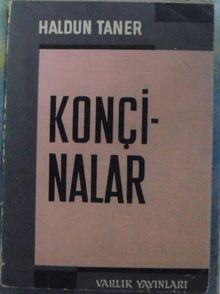 HALDUN TANER
KONÇİ-
NALAR
VARLIK YAYINLARI